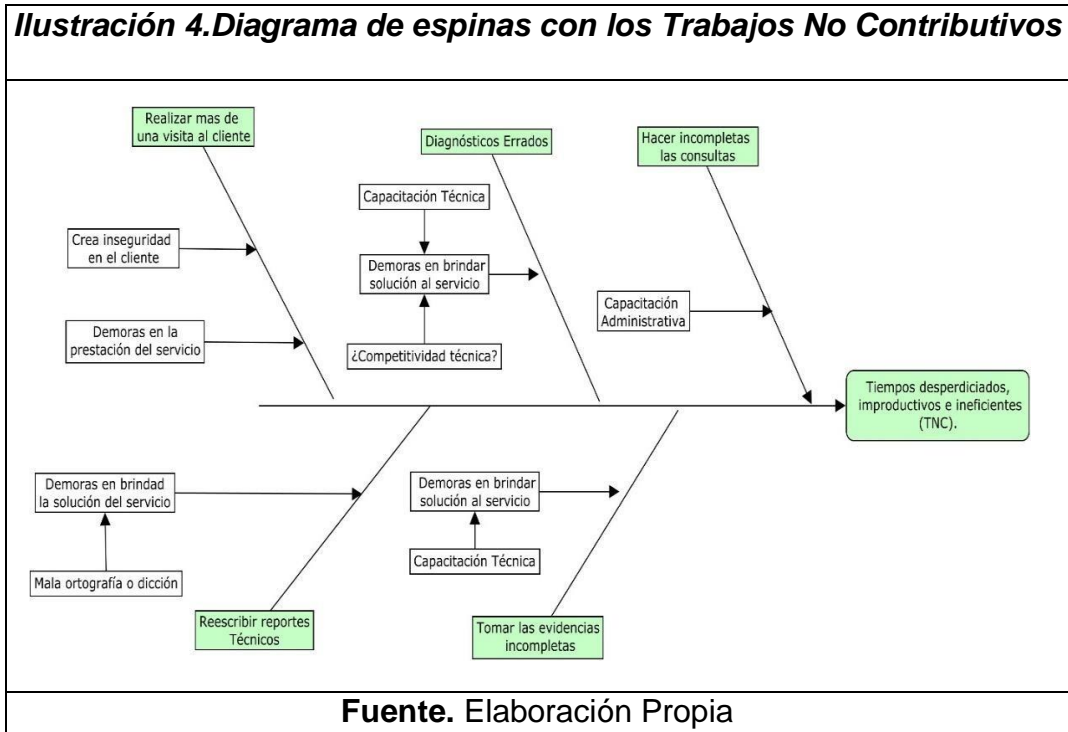 Ilustración 4.Diagrama de espinas con los Trabajos No Contributivos
Realizar mas de
una visita al cliente
Diagnósticos Errados
Hacer incompletas
las consultas
Capacitación Técnica
Crea inseguridad
en el cliente
Demoras en brindar
solución al servicio
Capacitación
Administrativa
Demoras en la
prestación del servicio
¿Competitividad técnica?
Tiempos desperdiciados,
improductivos e ineficientes
(TNC).
Demoras en brindad
la solución del servicio
Demoras en brindar
solución al servicio
Mala ortografía o dicción
Capacitación Técnica
Reescribir reportes
Técnicos
Tomar las evidencias
incompletas
Fuente. Elaboración Propia